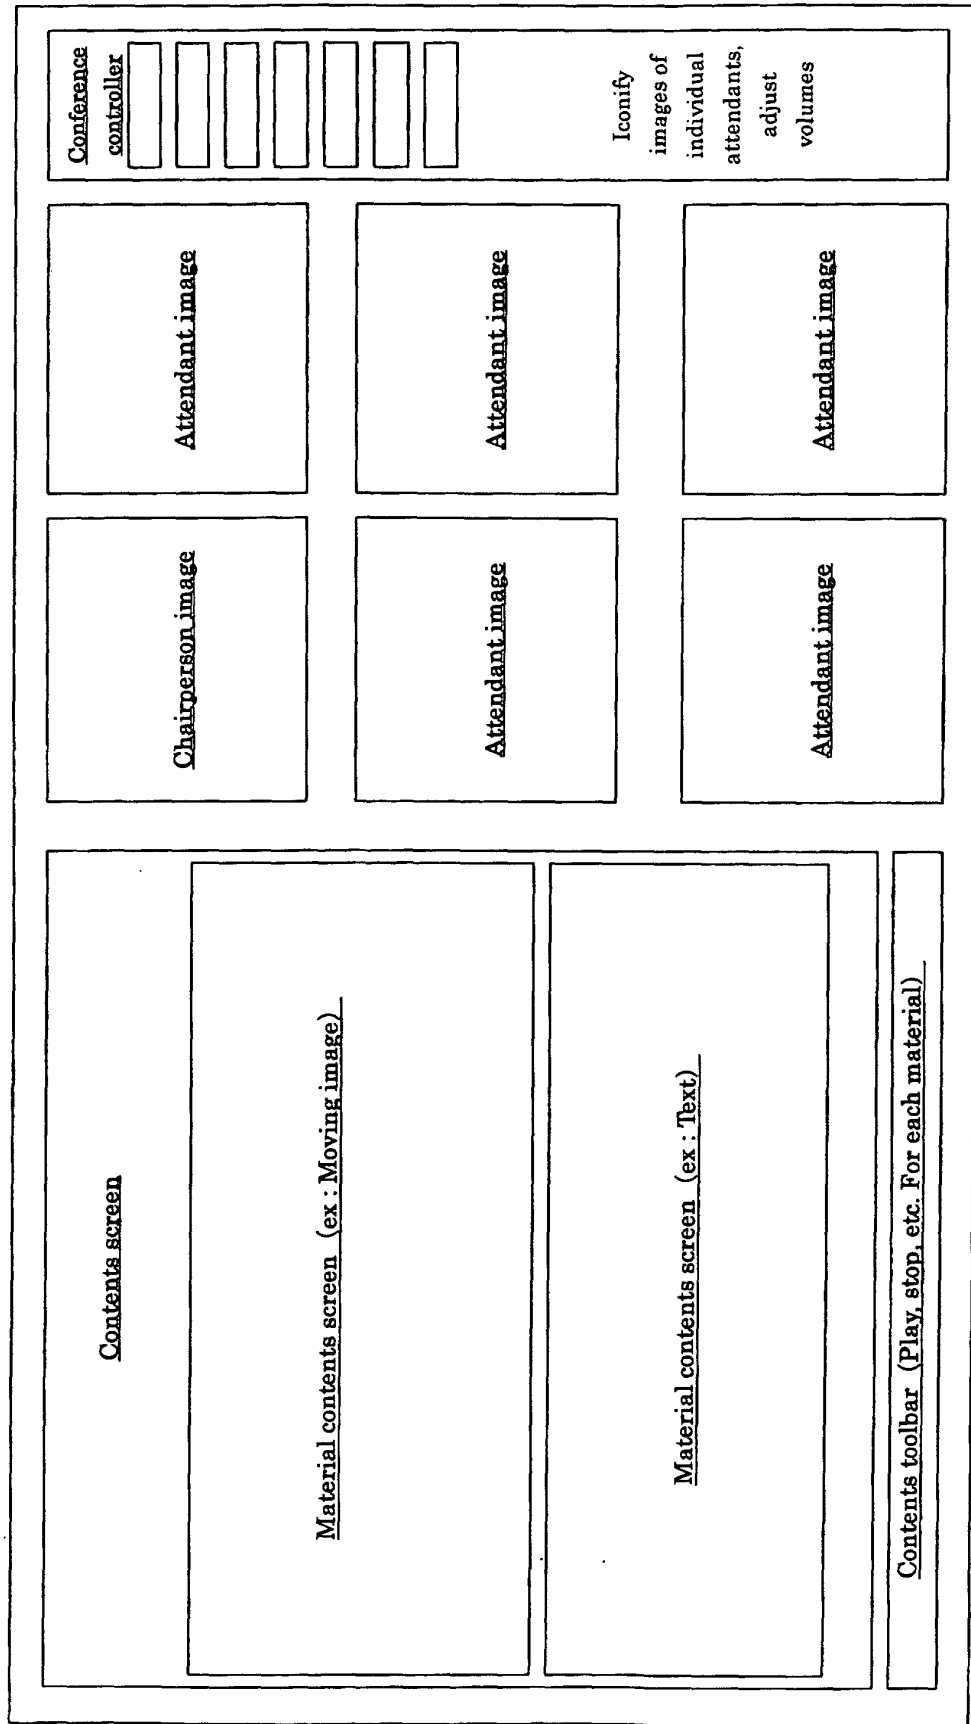 Contents screen
Material contents screen (ex : Moving image)
Material contents screen (ex : Text)
Contents toolbar (Play, stop, etc. For each material)
Chairperson image
Attendant image
Attendant image
Attendant image
Attendant image
Attendant image
Conference
controller
Iconify
images of
individual
attendants,
adjust
volumes